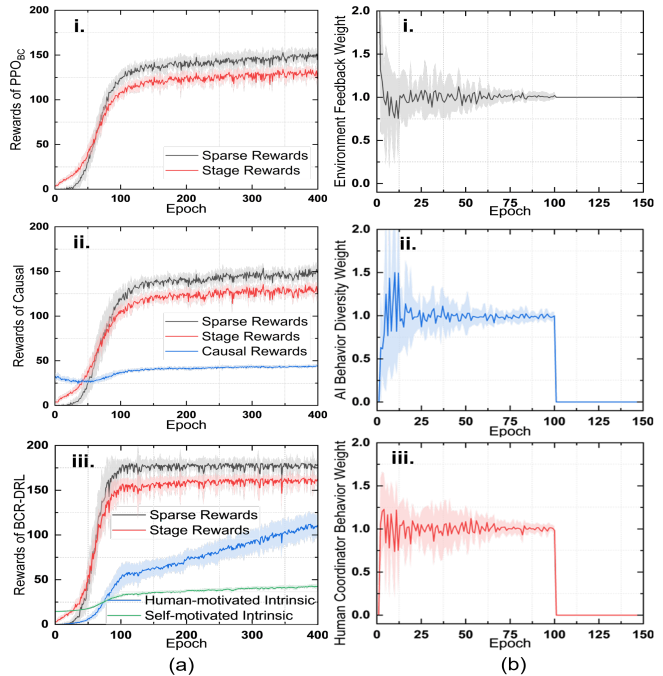 i.
Rewards of PPO_BC
200
150
100
50
0
0 100 200 300 400
Sparse Rewards
Stage Rewards
Epoch
ii.
Rewards of Causal
200
150
100
50
0
0 100 200 300 400
Sparse Rewards
Stage Rewards
Causal Rewards
Epoch
iii.
Rewards of BCR-DRL
200
175
150
125
100
75
50
25
0
0 100 200 300 400
Sparse Rewards
Stage Rewards
Human-motivated Intrinsic
Self-motivated Intrinsic
Epoch
(a)
i.
Environment Feedback Weight
2.0
1.5
1.0
0.5
0.0
0 25 50 75 100 125 150
Epoch
ii.
AI Behavior Diversity Weight
2.0
1.5
1.0
0.5
0.0
0 25 50 75 100 125 150
Epoch
iii.
Human Coordinator Behavior Weight
2.0
1.5
1.0
0.5
0.0
0 25 50 75 100 125 150
Epoch
(b)